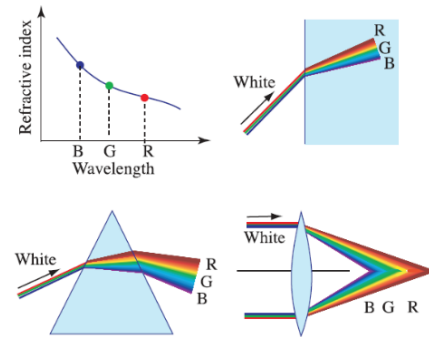 Refractive index
B G R
Wavelength
White
R
G
B
White
R
G
B
White
B G R